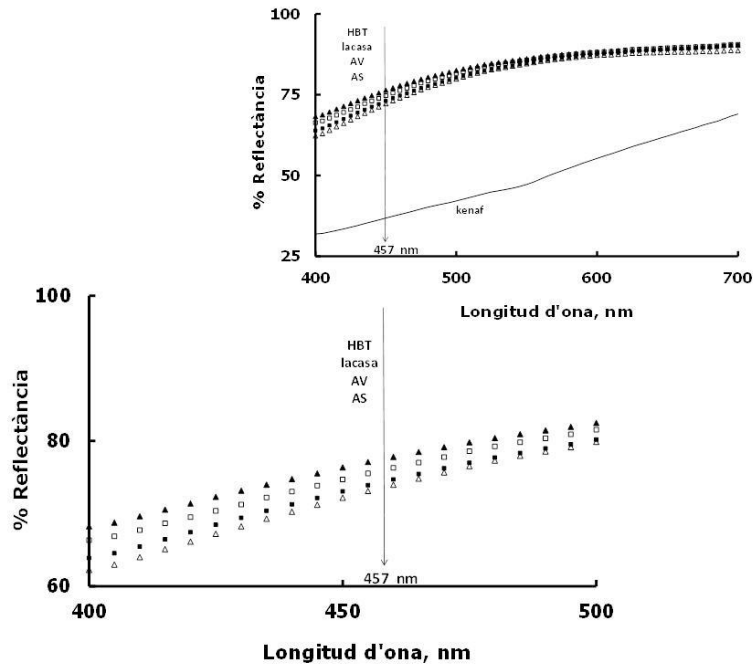 100
75
50
25
% Reflectància
HBT
lacasa
AV
AS
kenaf
457 nm
400
500
600
700
Longitud d'ona, nm
100
80
60
% Reflectància
HBT
lacasa
AV
AS
457 nm
400
450
500
Longitud d'ona, nm